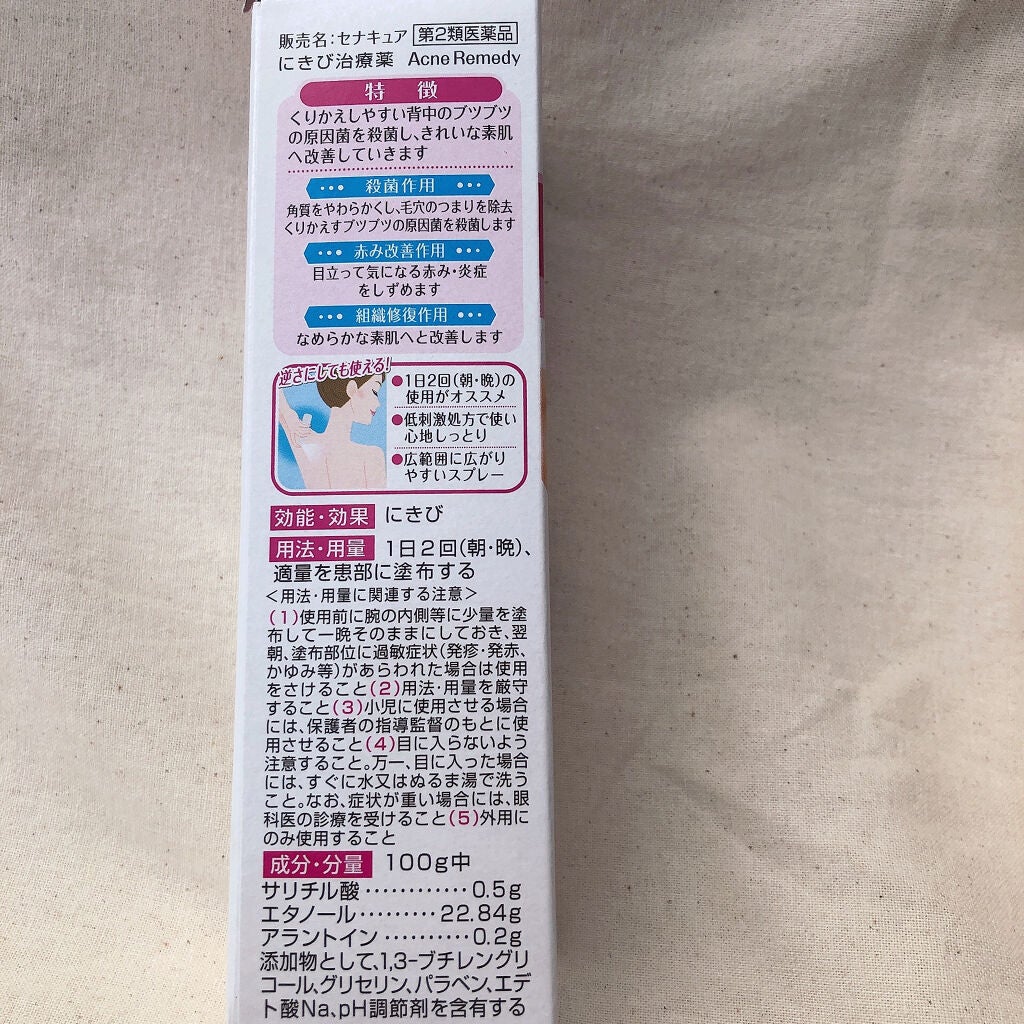 販売名:セナキュア 第2類医薬品
にきび治療薬 Acne Remedy
特徴
くりかえしやすい背中のブツブツ
の原因菌を殺菌し、きれいな素肌
へ改善していきます
殺菌作用
角質をやわらかくし、毛穴のつまりを除去
くりかえすブツブツの原因菌を殺菌します
赤み改善作用
目立って気になる赤み・炎症
をしずめます
組織修復作用
なめらかな素肌へと改善します
逆さにしても使える!
●1日2回(朝・晩)の
使用がオススメ
●低刺激処方で使い
心地しっとり
●広範囲に広がり
やすいスプレー
効能・効果 にきび
用法・用量 1日2回(朝・晩)、
適量を患部に塗布する
<用法・用量に関連する注意>
(1)使用前に腕の内側等に少量を塗
布して一晩そのままにしておき、翌
朝、塗布部位に過敏症状(発疹・発赤、
かゆみ等)があらわれた場合は使用
をさけること(2)用法・用量を厳守
すること(3)小児に使用させる場合
には、保護者の指導監督のもとに使
用させること(4)目に入らないよう
注意すること。万一、目に入った場合
には、すぐに水又はぬるま湯で洗う
こと。なお、症状が重い場合には、眼
科医の診療を受けること(5)外用に
のみ使用すること
成分・分量 100g中
サリチル酸 ············ 0.5g
エタノール ········· 22.84g
アラントイン ·········· 0.2g
添加物として、1,3-ブチレングリ
コール、グリセリン、パラベン、エデ
ト酸Na、pH調節剤を含有する